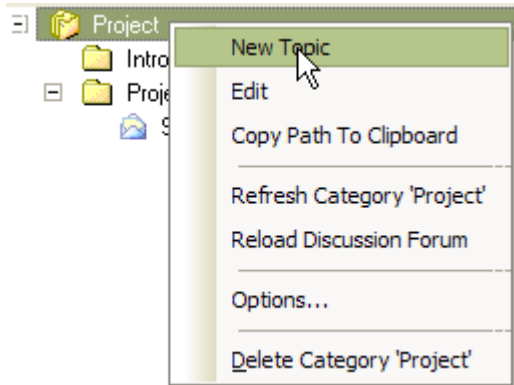 Project
New Topic
Intro
Edit
Proje
Copy Path To Clipboard
Refresh Category 'Project'
Reload Discussion Forum
Options...
Delete Category 'Project'